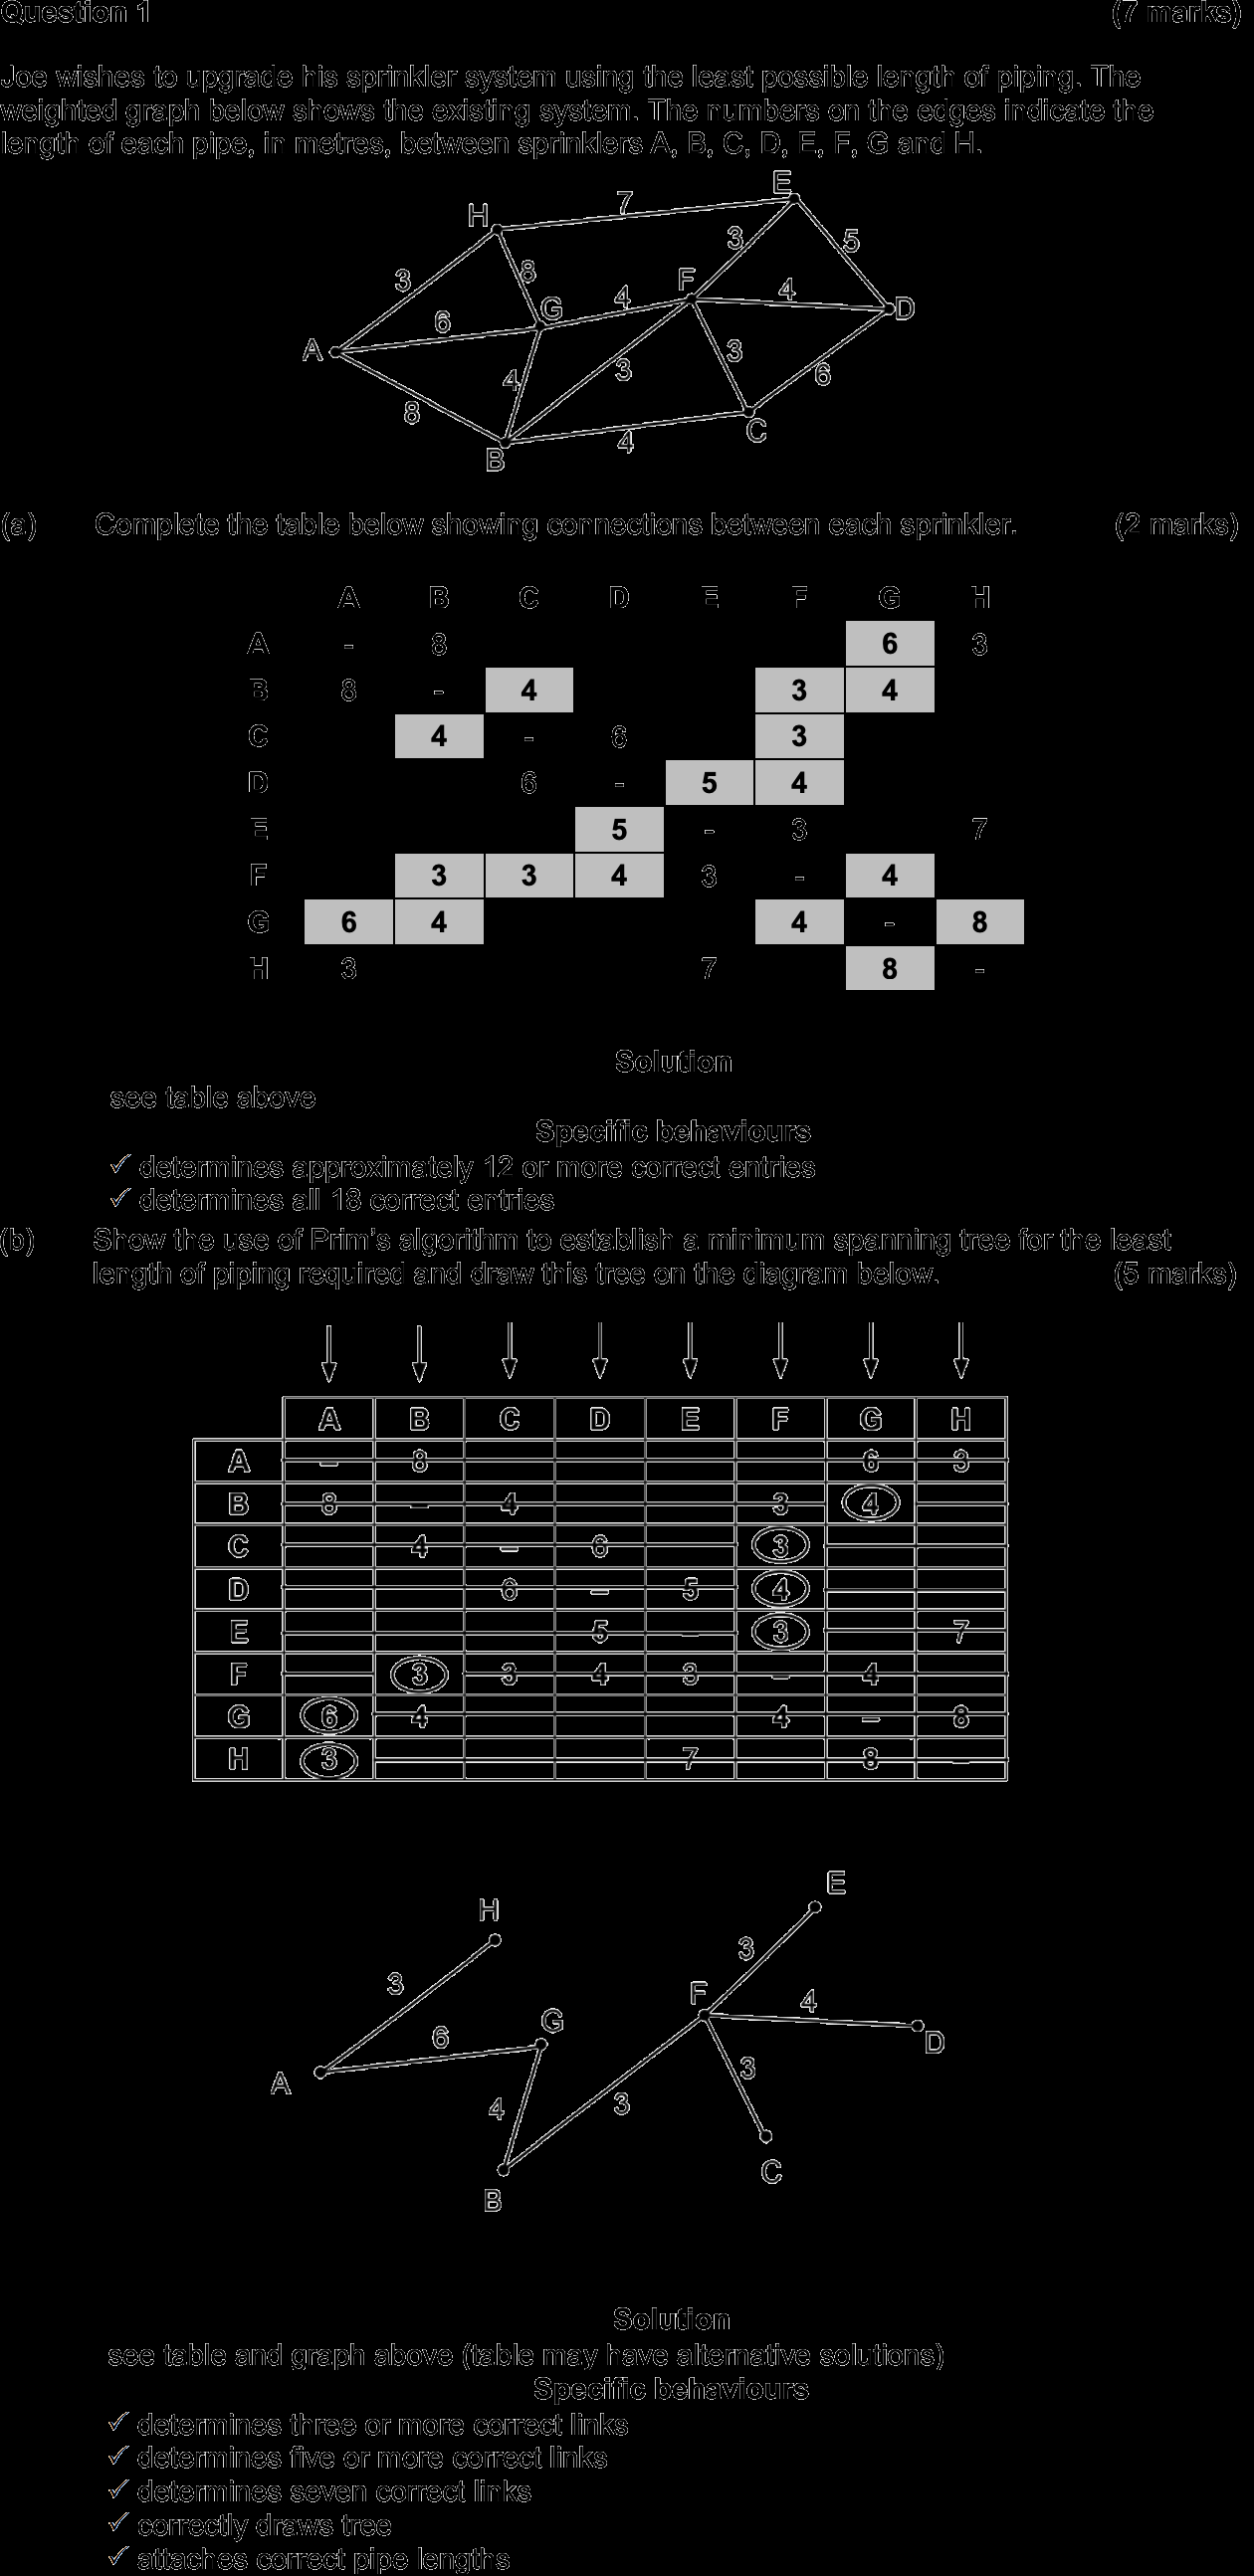 Question 1 (7 marks)
Joe wishes to upgrade his sprinkler system using the least possible length of piping. The
weighted graph below shows the existing system. The numbers on the edges indicate the
length of each pipe, in metres, between sprinklers A, B, C, D, E, F, G and H.
E
7
H
3
5
8
F
3
4
4
G
D
6
A
3
3
4
6
8
C
4
B
(a) Complete the table below showing connections between each sprinkler. (2 marks)
A B C D E F G H
A - 8 6 3
B 8 - 4 3 4
C 4 - 6 3
D 6 - 5 4
E 5 - 3 7
F 3 3 4 3 - 4
G 6 4 4 - 8
H 3 7 8 -
Solution
see table above
Specific behaviours
✓ determines approximately 12 or more correct entries
✓ determines all 18 correct entries
(b) Show the use of Prim's algorithm to establish a minimum spanning tree for the least
length of piping required and draw this tree on the diagram below. (5 marks)
A B C D E F G H
A – 8 6 3
B 8 – 4 3 4
C 4 – 6 3
D 6 – 5 4
E 5 – 3 7
F 3 3 4 3 – 4
G 6 4 4 – 8
H 3 7 8 –
E
H
3
3
F
4
G
6
D
A
3
4
3
C
B
Solution
see table and graph above (table may have alternative solutions)
Specific behaviours
✓ determines three or more correct links
✓ determines five or more correct links
✓ determines seven correct links
✓ correctly draws tree
✓ attaches correct pipe lengths